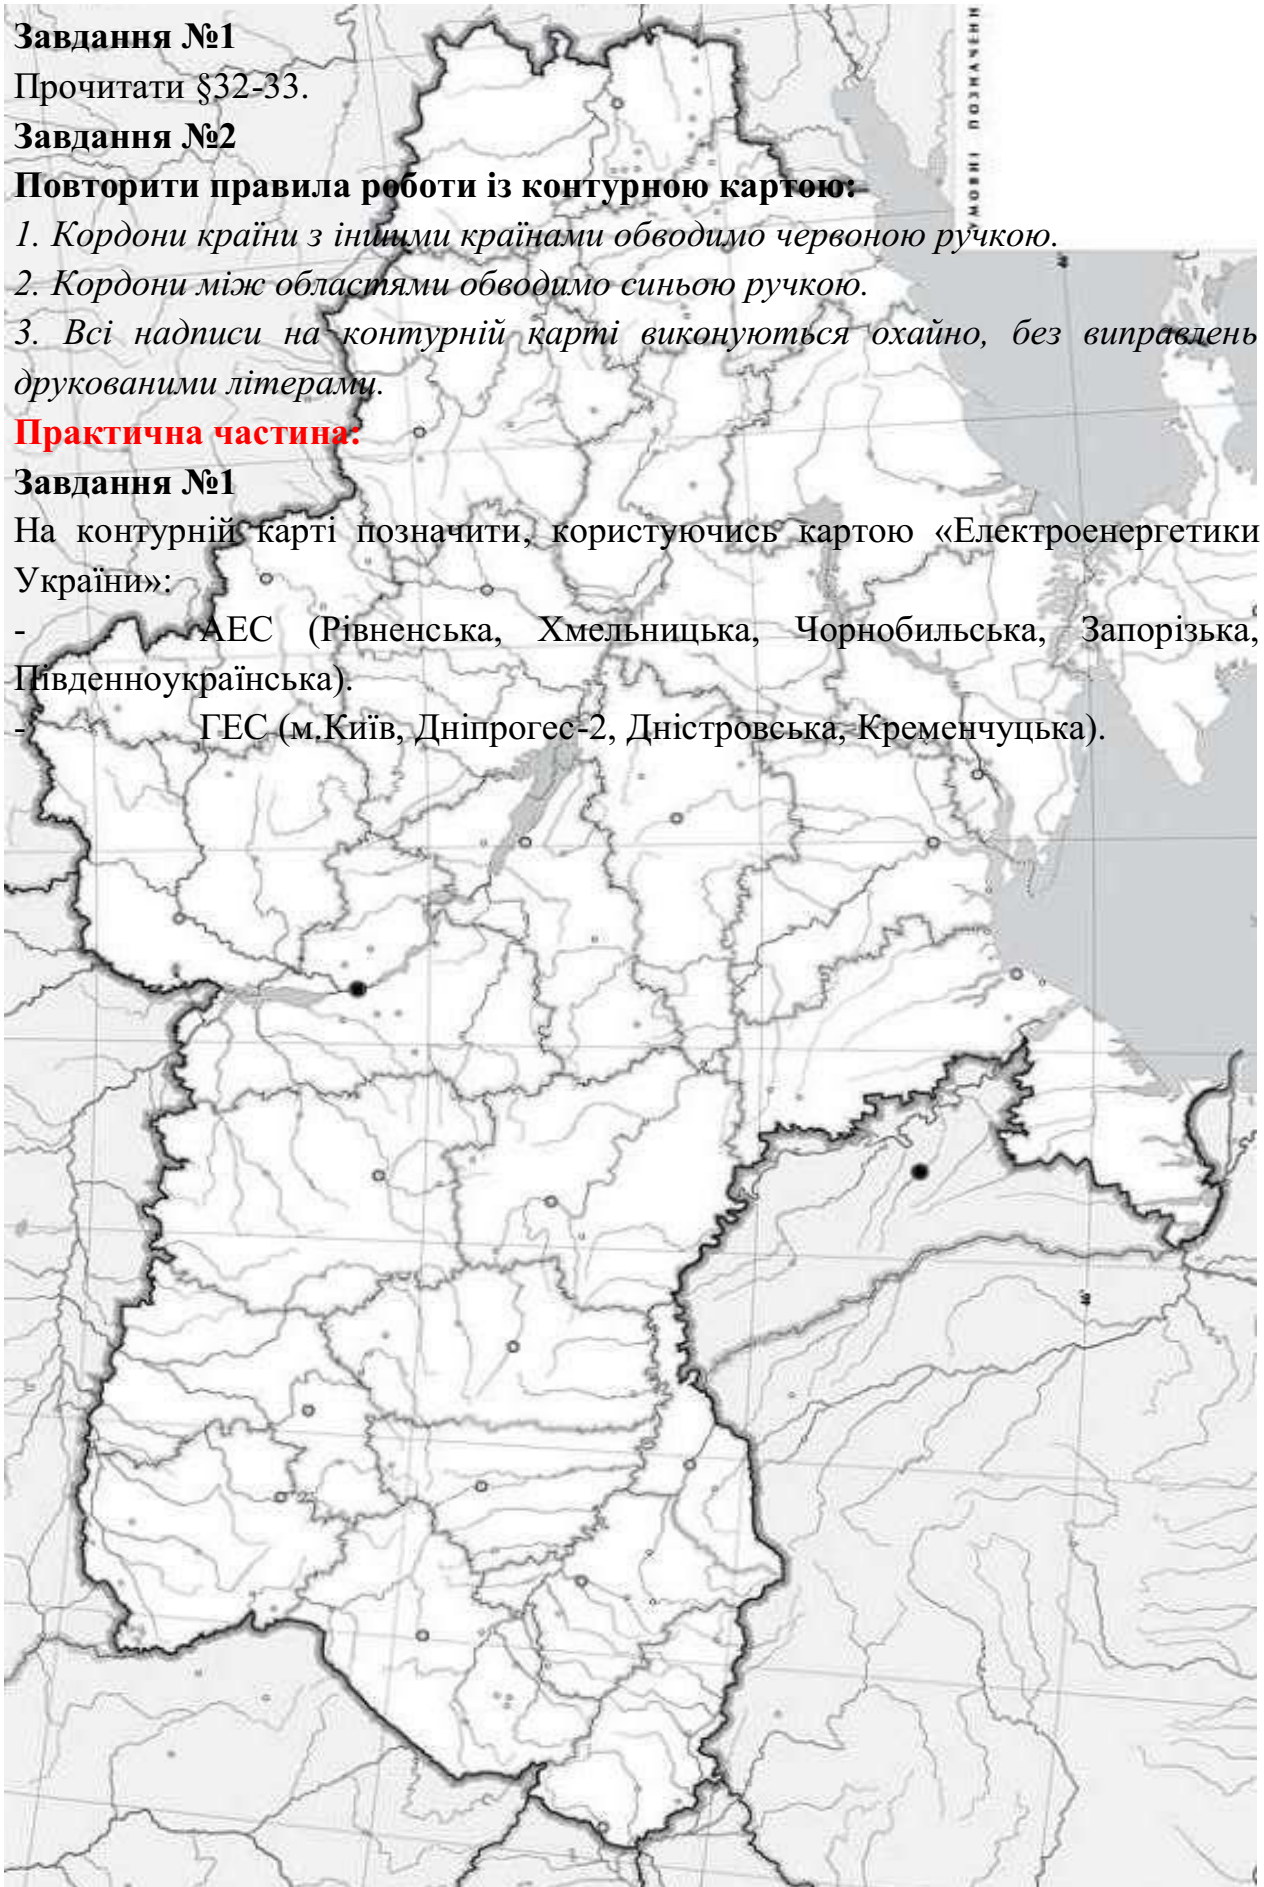 Завдання №1
Прочитати §32-33.
Завдання №2
Повторити правила роботи із контурною картою:
1. Кордони країни з іншими країнами обводимо червоною ручкою.
2. Кордони між областями обводимо синьою ручкою.
3. Всі надписи на контурній карті виконуються охайно, без виправлень
друкованими літерами.
Практична частина:
Завдання №1
На контурній карті позначити, користуючись картою «Електроенергетики
України»:
- АЕС (Рівненська, Хмельницька, Чорнобильська, Запорізька,
Південноукраїнська).
- ГЕС (м.Київ, Дніпрогес-2, Дністровська, Кременчуцька).
УМОВНІ ПОЗНАЧЕНН